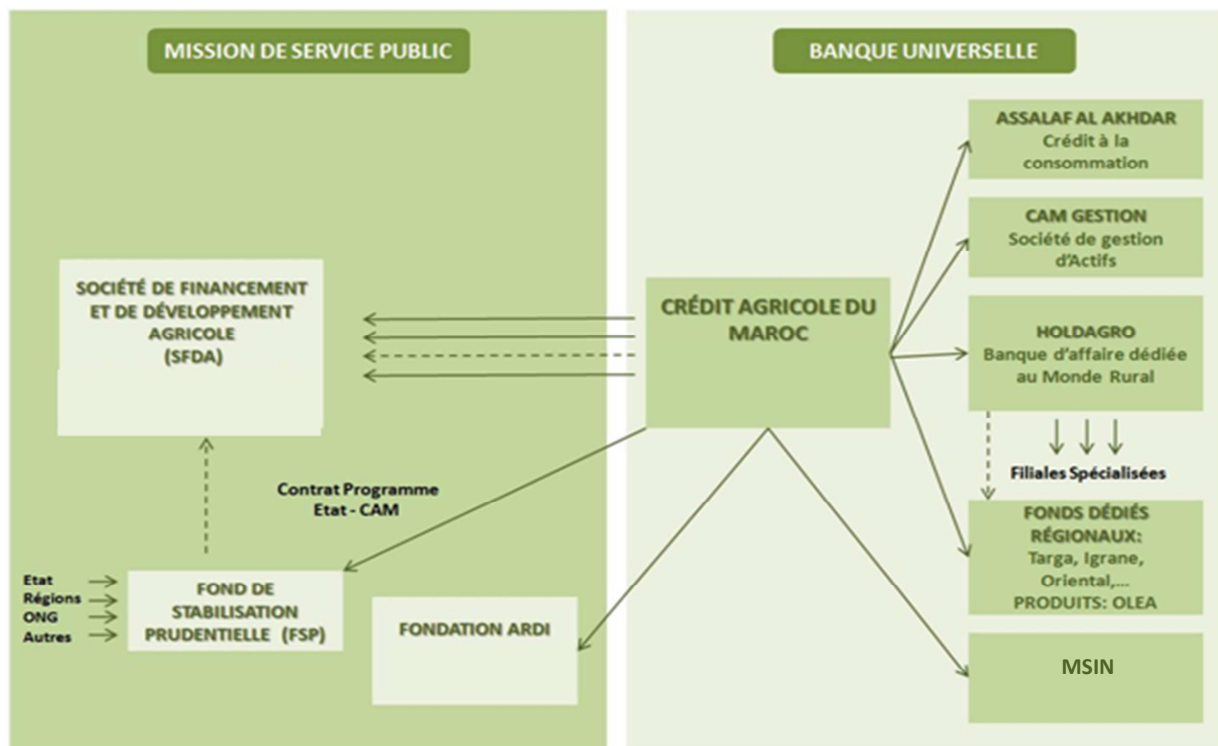 MISSION DE SERVICE PUBLIC
SOCIÉTÉ DE FINANCEMENT
ET DE DÉVELOPPEMENT
AGRICOLE
(SFDA)
Contrat Programme
Etat - CAM
Etat
Régions
ONG
Autres
FOND DE
STABILISATION
PRUDENTIELLE (FSP)
FONDATION ARDI
BANQUE UNIVERSELLE
CRÉDIT AGRICOLE DU
MAROC
ASSALAF AL AKHDAR
Crédit à la
consommation
CAM GESTION
Société de gestion
d'Actifs
HOLDAGRO
Banque d'affaire dédiée
au Monde Rural
Filiales Spécialisées
FONDS DÉDIÉS
RÉGIONAUX:
Targa, Igrane,
Oriental,...
PRODUITS: OLEA
MSIN